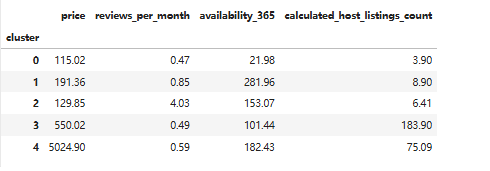 price reviews_per_month availability_365 calculated_host_listings_count
cluster
0 115.02 0.47 21.98 3.90
1 191.36 0.85 281.96 8.90
2 129.85 4.03 153.07 6.41
3 550.02 0.49 101.44 183.90
4 5024.90 0.59 182.43 75.09